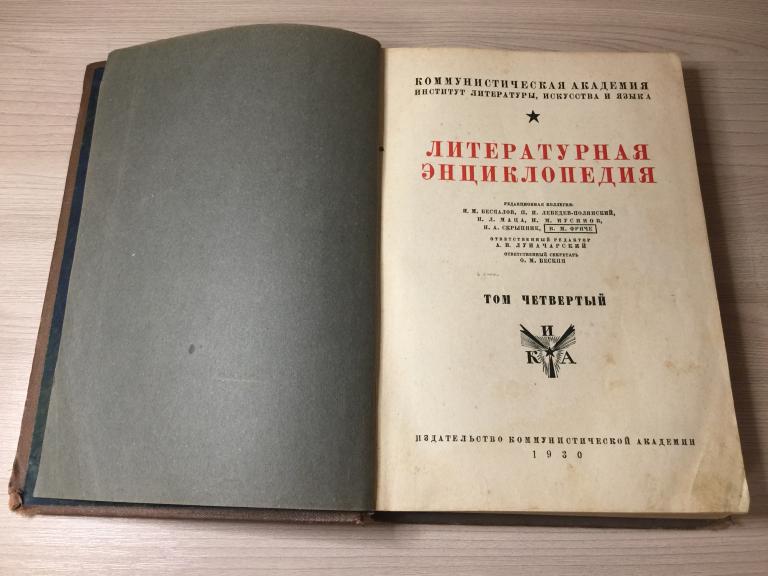 КОММУНИСТИЧЕСКАЯ АКАДЕМИЯ
ИНСТИТУТ ЛИТЕРАТУРЫ, ИСКУССТВА И ЯЗЫКА
ЛИТЕРАТУРНАЯ
ЭНЦИКЛОПЕДИЯ
РЕДАКЦИОННАЯ КОЛЛЕГИЯ:
И. М. БЕСПАЛОВ, П. И. ЛЕБЕДЕВ-ПОЛЯНСКИЙ,
И. Л. МАЦА, И. М. НУСИНОВ,
Н. А. СКРЫПНИК, В. М. ФРИЧЕ
ОТВЕТСТВЕННЫЙ РЕДАКТОР
А. В. ЛУНАЧАРСКИЙ
ОТВЕТСТВЕННЫЙ СЕКРЕТАРЬ
О. М. БЕСКИН
ТОМ ЧЕТВЕРТЫЙ
И
К А
ИЗДАТЕЛЬСТВО КОММУНИСТИЧЕСКОЙ АКАДЕМИИ
1930